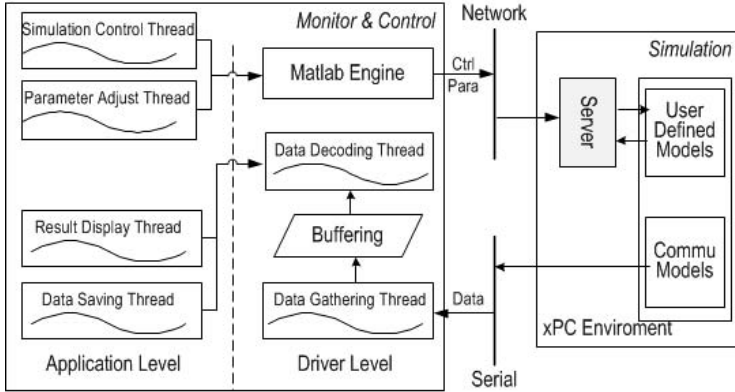 Simulation Control Thread
Parameter Adjust Thread
Result Display Thread
Data Saving Thread
Application Level
Monitor & Control
Matlab Engine
Data Decoding Thread
Buffering
Data Gathering Thread
Driver Level
Network
Ctrl
Para
Data
Serial
Simulation
Server
User
Defined
Models
Commu
Models
xPC Enviroment